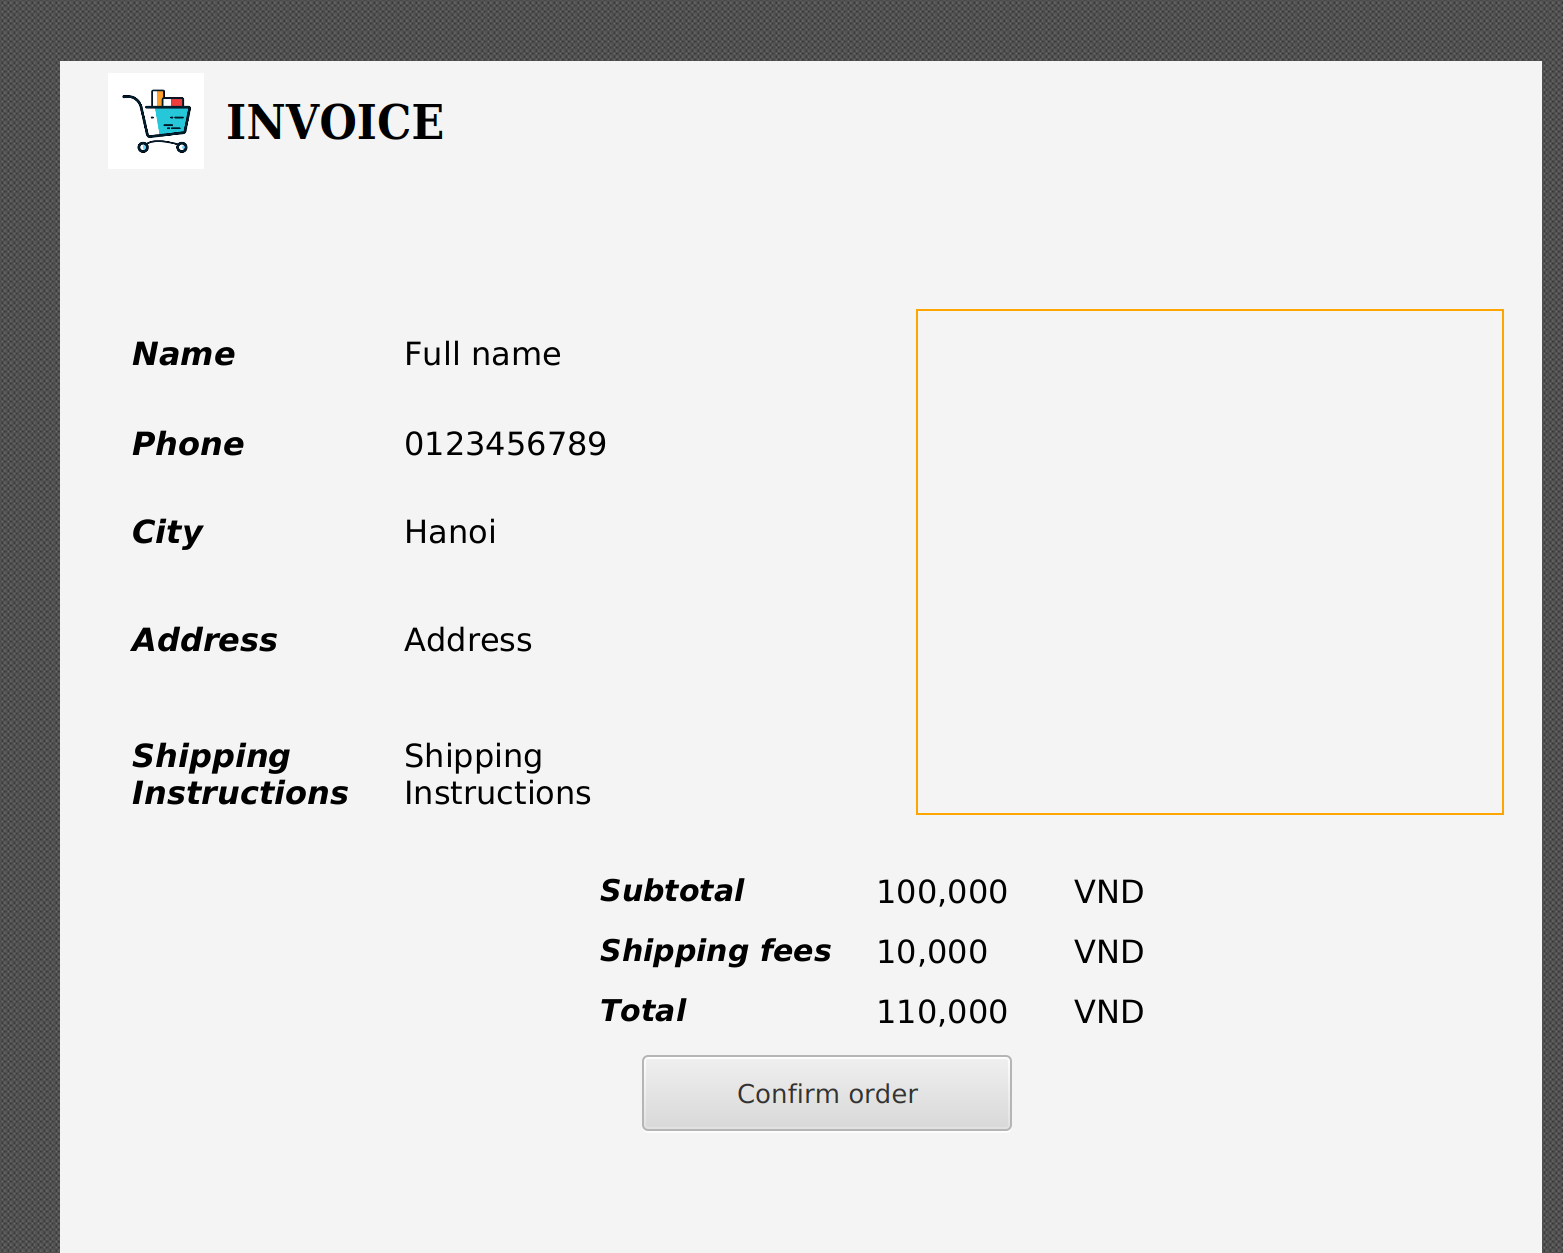 INVOICE
Name Full name
Phone 0123456789
City Hanoi
Address Address
Shipping Shipping
Instructions Instructions
Subtotal 100,000 VND
Shipping fees 10,000 VND
Total 110,000 VND
Confirm order